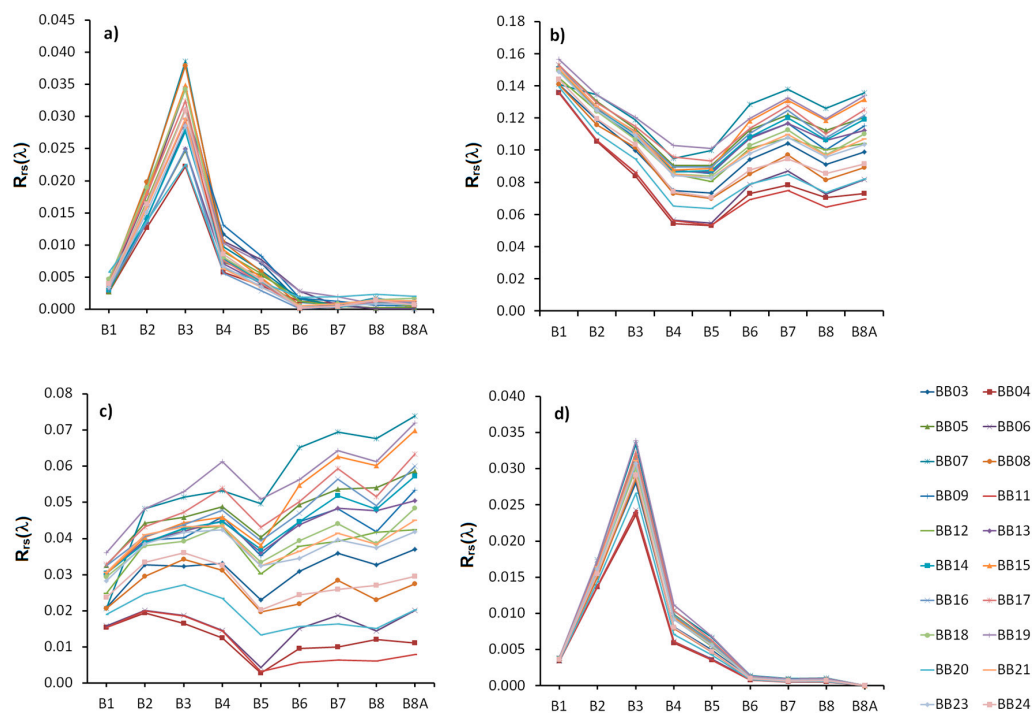 a)
R_rs(λ)
0.045
0.040
0.035
0.030
0.025
0.020
0.015
0.010
0.005
0.000
B1 B2 B3 B4 B5 B6 B7 B8 B8A
b)
R_rs(λ)
0.18
0.16
0.14
0.12
0.10
0.08
0.06
0.04
0.02
0.00
B1 B2 B3 B4 B5 B6 B7 B8 B8A
c)
R_rs(λ)
0.08
0.07
0.06
0.05
0.04
0.03
0.02
0.01
0.00
B1 B2 B3 B4 B5 B6 B7 B8 B8A
d)
R_rs(λ)
0.040
0.035
0.030
0.025
0.020
0.015
0.010
0.005
0.000
B1 B2 B3 B4 B5 B6 B7 B8 B8A
BB03 BB04
BB05 BB06
BB07 BB08
BB09 BB11
BB12 BB13
BB14 BB15
BB16 BB17
BB18 BB19
BB20 BB21
BB23 BB24